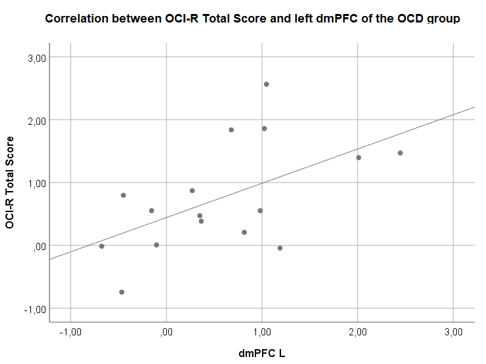 Correlation between OCI-R Total Score and left dmPFC of the OCD group
3,00
2,00
1,00
,00
-1,00
OCI-R Total Score
-1,00 ,00 1,00 2,00 3,00
dmPFC L